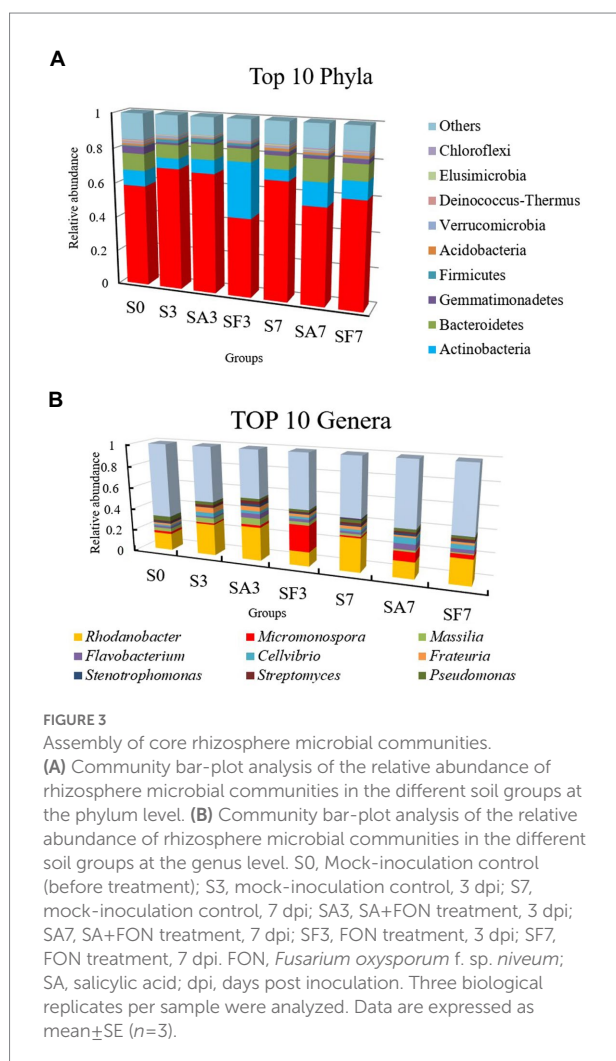 A
Top 10 Phyla
Relative abundance
1
0.8
0.6
0.4
0.2
0
S0 S3 SA3 SF3 S7 SA7 SF7
Groups
Others
Chloroflexi
Elusimicrobia
Deinococcus-Thermus
Verrucomicrobia
Acidobacteria
Firmicutes
Gemmatimonadetes
Bacteroidetes
Actinobacteria
B
TOP 10 Genera
Relative abundance
1
0.8
0.6
0.4
0.2
0
S0 S3 SA3 SF3 S7 SA7 SF7
Groups
Rhodanobacter Micromonospora Massilia
Flavobacterium Cellvibrio Frateuria
Stenotrophomonas Streptomyces Pseudomonas
FIGURE 3
Assembly of core rhizosphere microbial communities.
(A) Community bar-plot analysis of the relative abundance of
rhizosphere microbial communities in the different soil groups at
the phylum level. (B) Community bar-plot analysis of the relative
abundance of rhizosphere microbial communities in the different
soil groups at the genus level. S0, Mock-inoculation control
(before treatment); S3, mock-inoculation control, 3 dpi; S7,
mock-inoculation control, 7 dpi; SA3, SA+FON treatment, 3 dpi;
SA7, SA+FON treatment, 7 dpi; SF3, FON treatment, 3 dpi; SF7,
FON treatment, 7 dpi. FON, Fusarium oxysporum f. sp. niveum;
SA, salicylic acid; dpi, days post inoculation. Three biological
replicates per sample were analyzed. Data are expressed as
mean±SE (n=3).